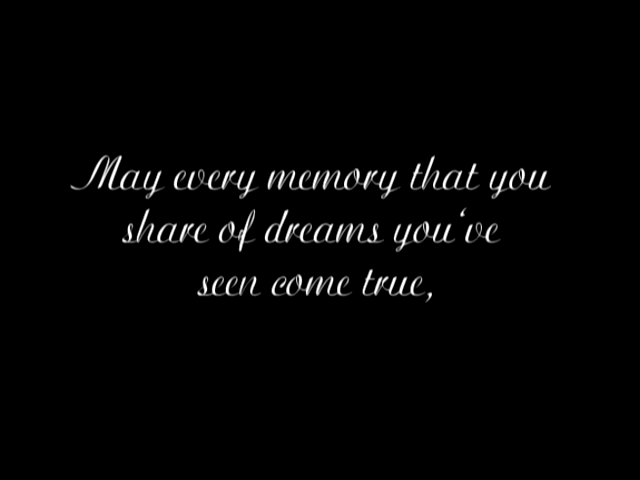 May every memory that you
share of dreams you‘ve
seen come true,